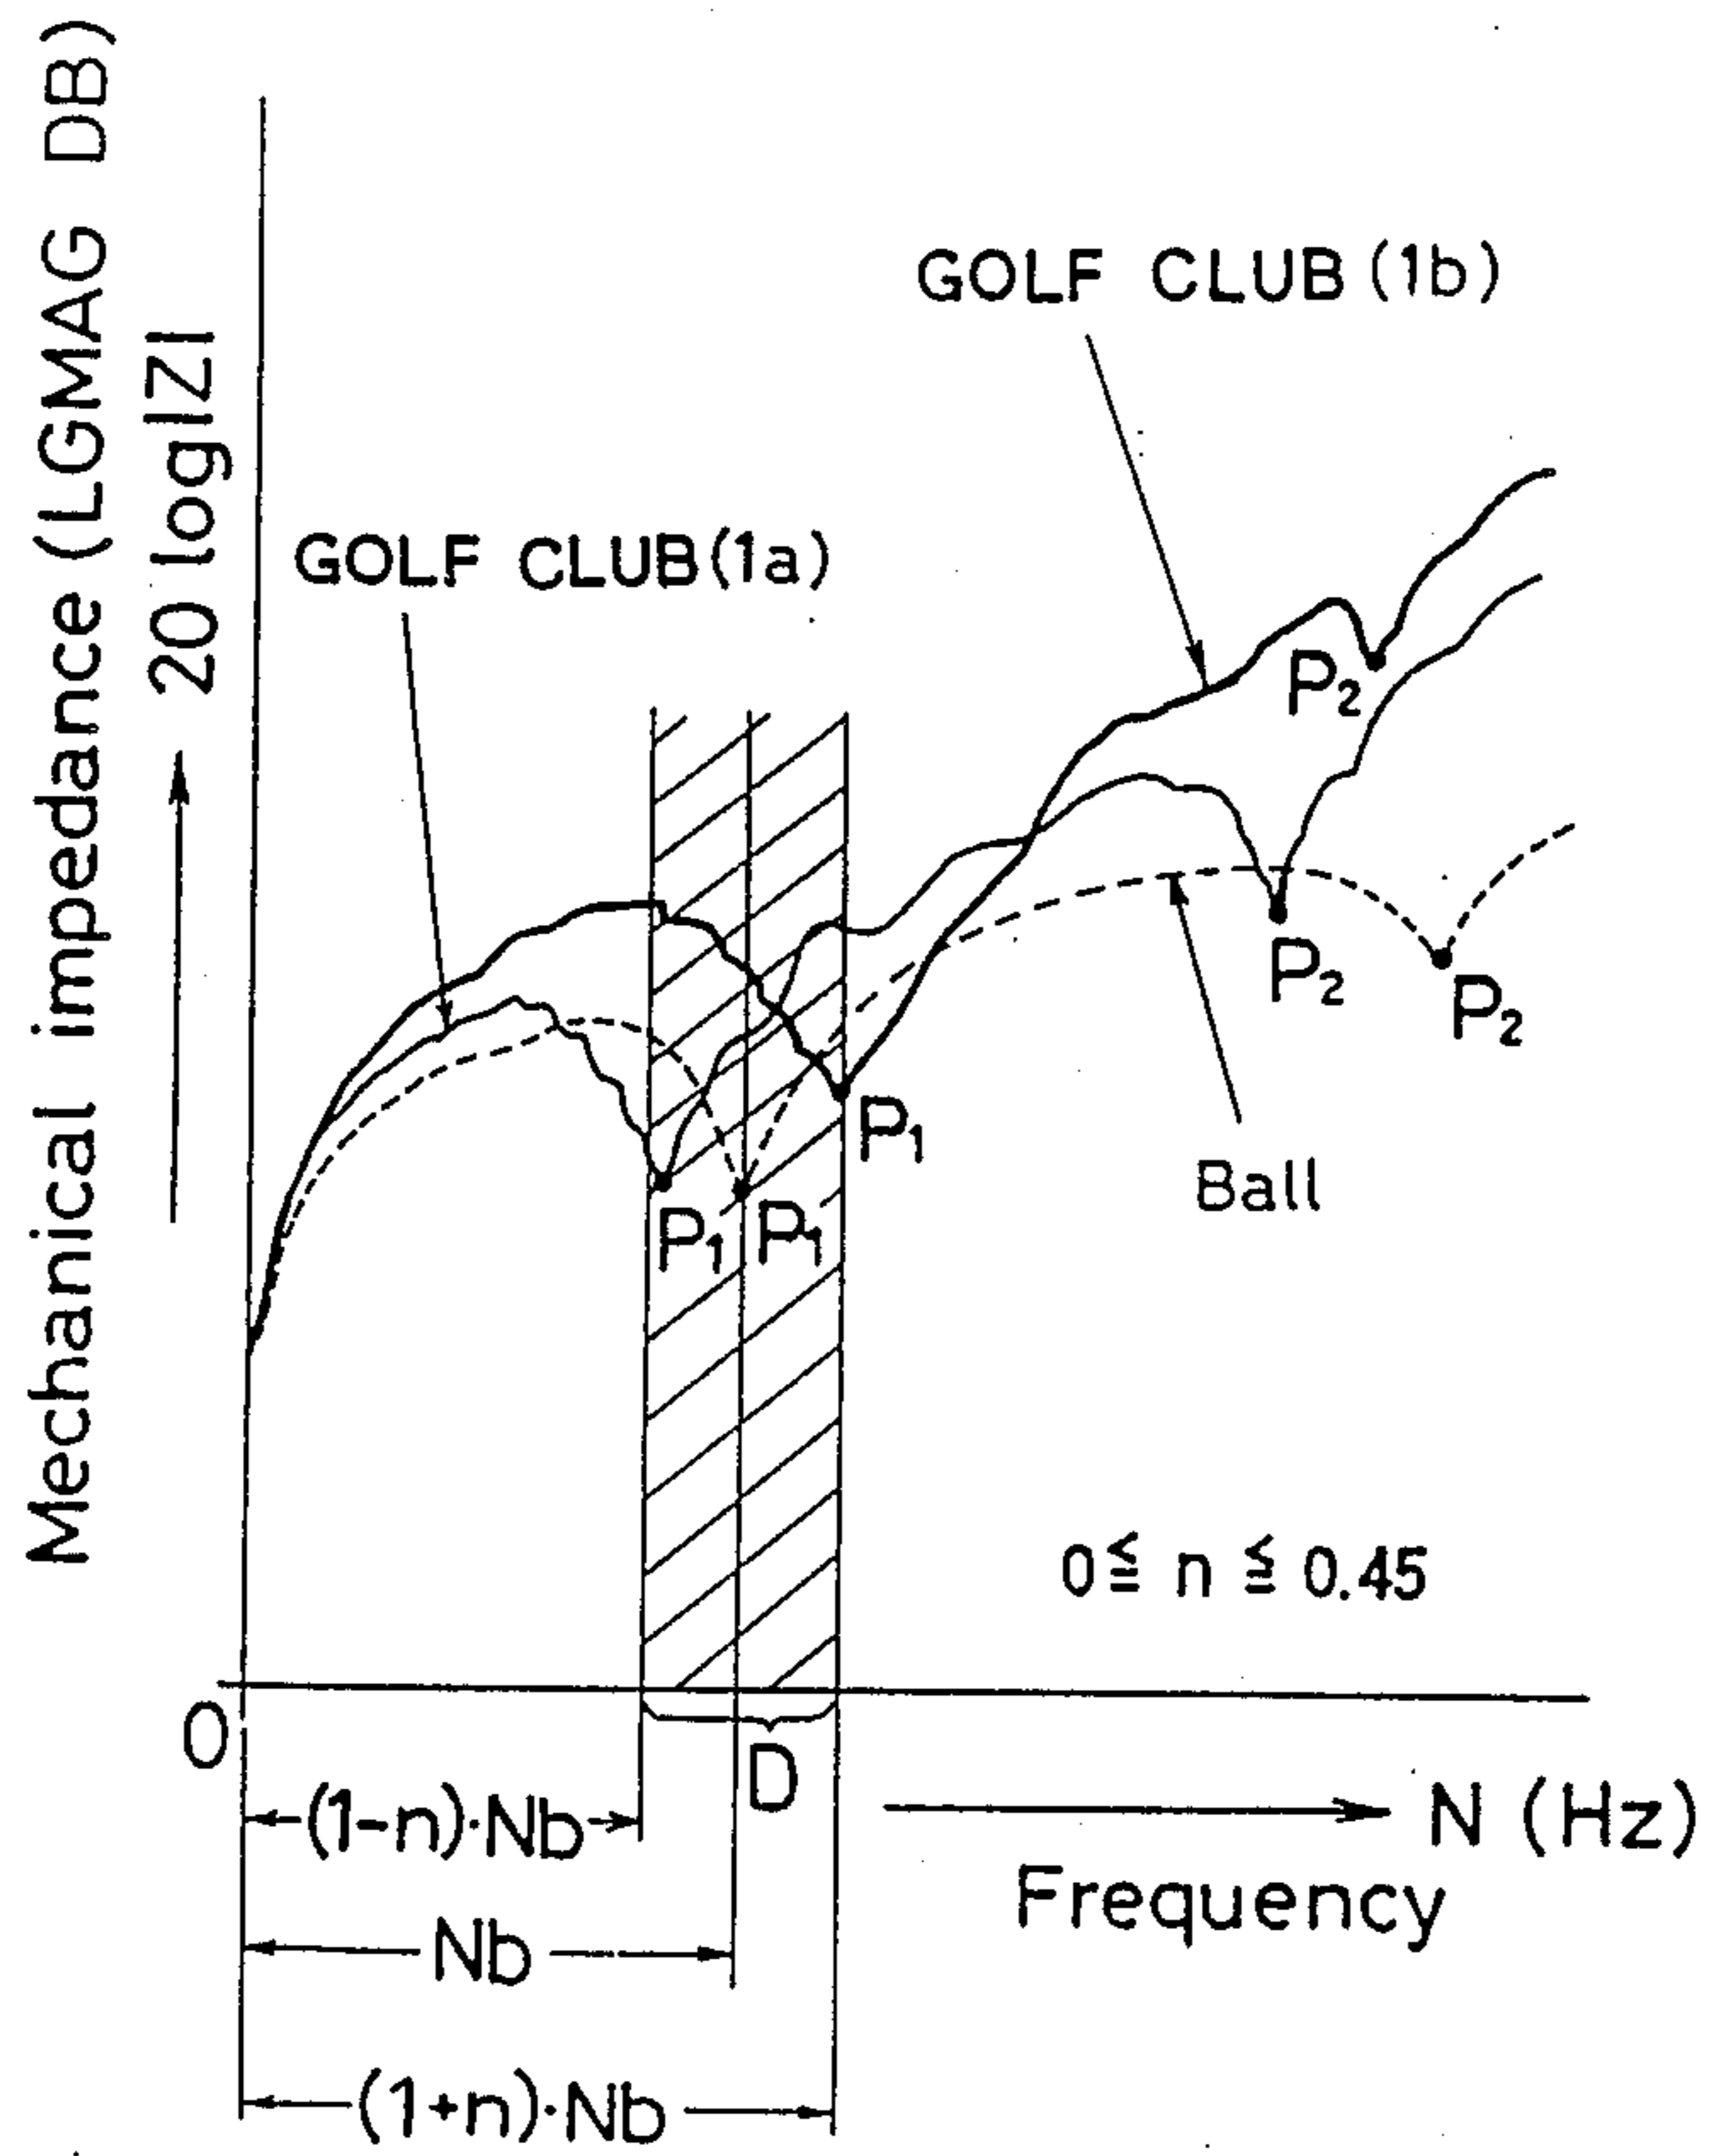 Mechanical impedance (LGMAG DB)
20 log|Z|
GOLF CLUB (1b)
GOLF CLUB(1a)
P2
P2
P2
P1
P1
P1
Ball
0≦ n ≦ 0.45
O
D
(1-n)·Nb
N (Hz)
Frequency
Nb
(1+n)·Nb